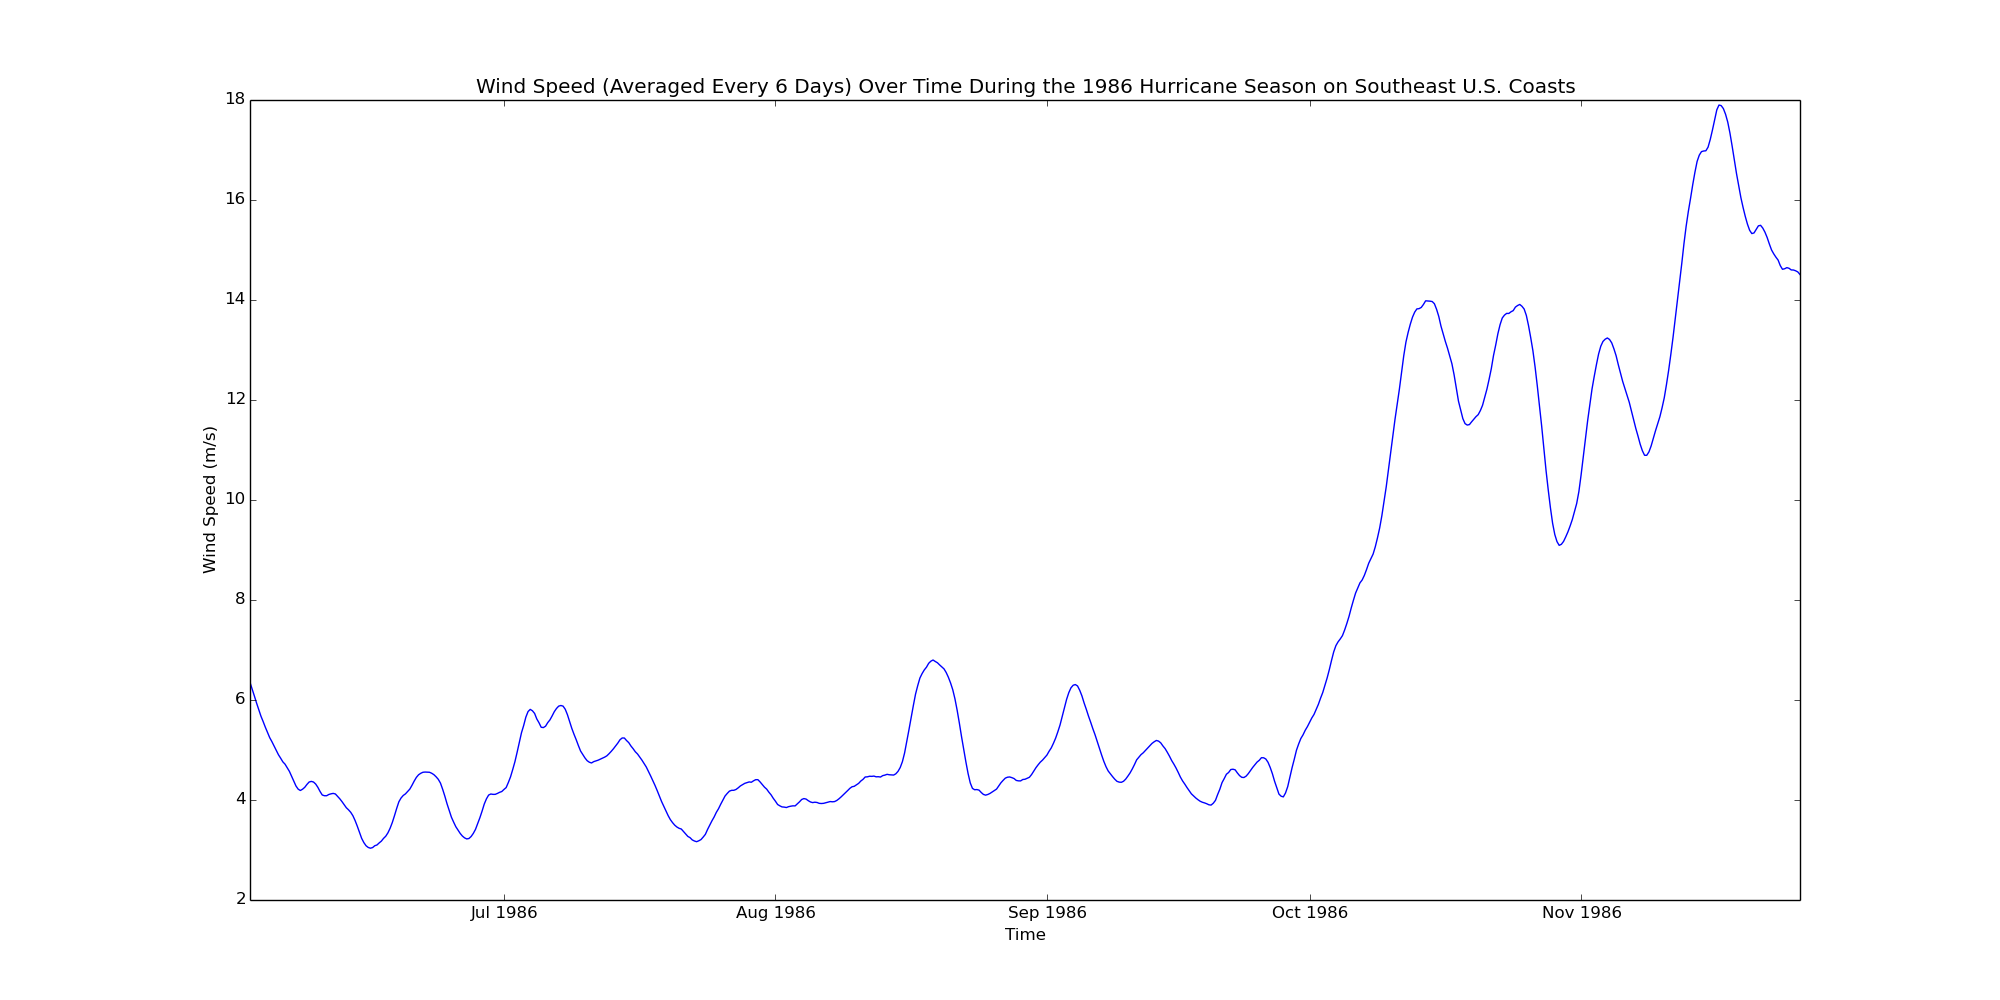 Wind Speed (Averaged Every 6 Days) Over Time During the 1986 Hurricane Season on Southeast U.S. Coasts
18
16
14
12
10
8
6
4
2
Wind Speed (m/s)
Jul 1986 Aug 1986 Sep 1986 Oct 1986 Nov 1986
Time